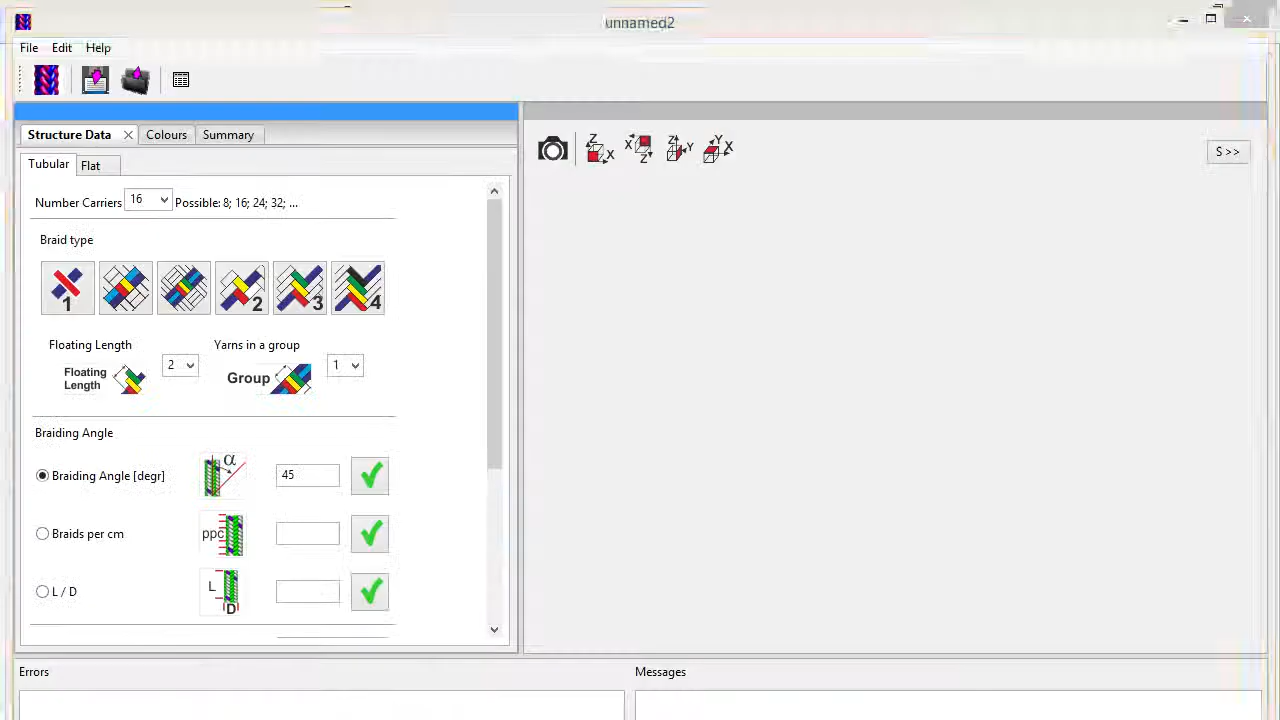 unnamed2
File Edit Help
Structure Data Colours Summary
Tubular Flat
Number Carriers 16 Possible: 8; 16; 24; 32; ...
Braid type
1 2 3 4
Floating Length Yarns in a group
Floating Length 2 Group 1
Braiding Angle
Braiding Angle [degr] α 45
Braids per cm ppc
L / D L D
Z X X Z Z Y Y X
S >>
Errors Messages